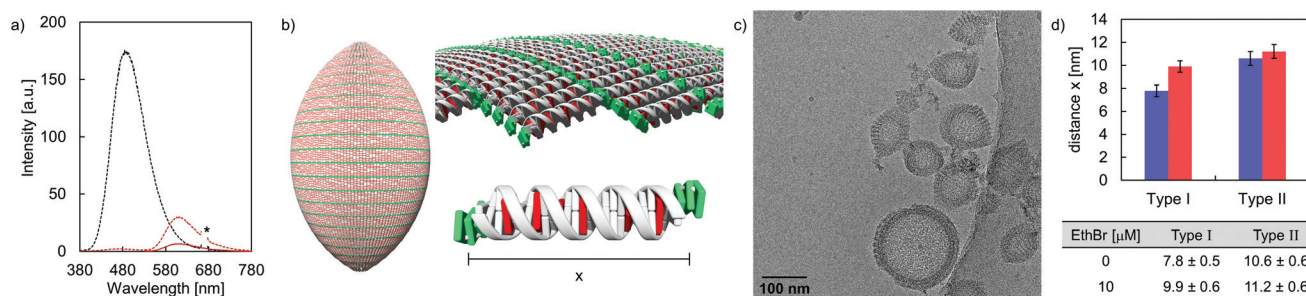 a)
200
150
100
50
0
Intensity [a.u.]
*
380 480 580 680 780
Wavelength [nm]
b)
x
c)
100 nm
d)
14
12
10
8
6
4
2
0
distance x [nm]
Type I Type II
EthBr [μM] Type I Type II
0 7.8 ± 0.5 10.6 ± 0.6
10 9.9 ± 0.6 11.2 ± 0.6